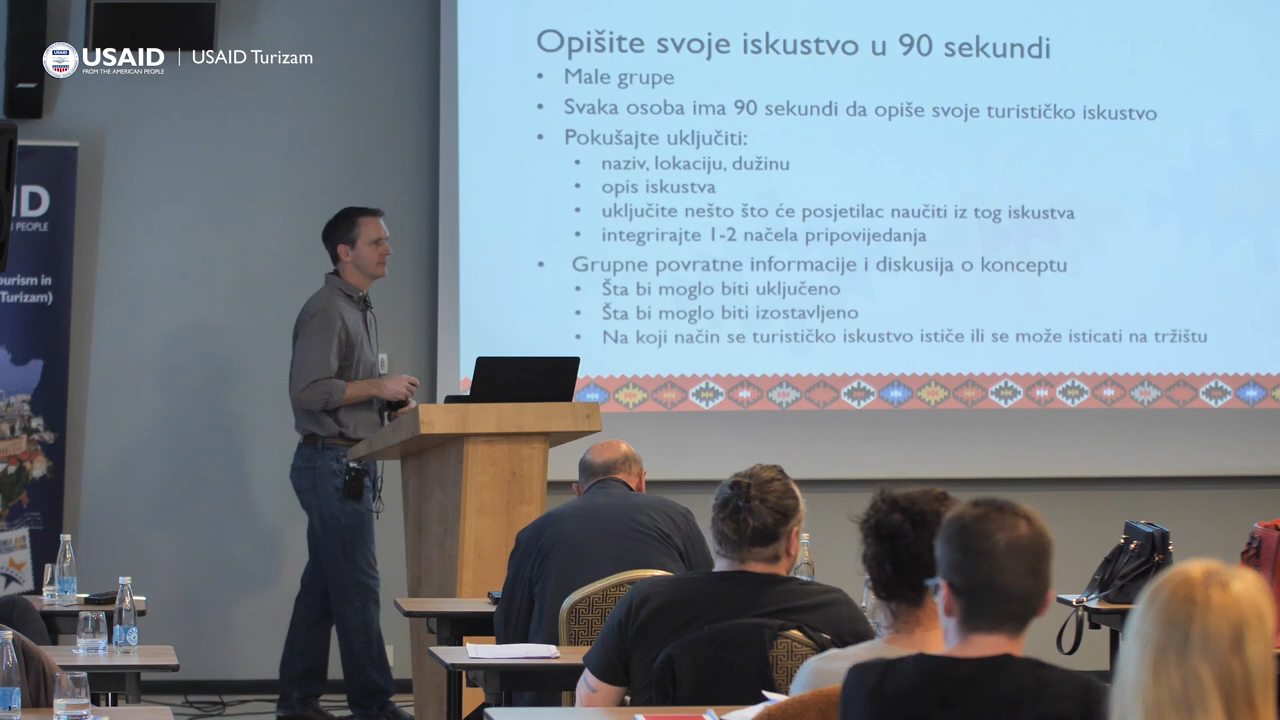 USAID
FROM THE AMERICAN PEOPLE
USAID Turizam
Opišite svoje iskustvo u 90 sekundi
• Male grupe
• Svaka osoba ima 90 sekundi da opiše svoje turističko iskustvo
• Pokušajte uključiti:
• naziv, lokaciju, dužinu
• opis iskustva
• uključite nešto što će posjetilac naučiti iz tog iskustva
• integrirajte 1-2 načela pripovijedanja
• Grupne povratne informacije i diskusija o konceptu
• Šta bi moglo biti uključeno
• Šta bi moglo biti izostavljeno
• Na koji način se turističko iskustvo ističe ili se može isticati na tržištu
ID
PEOPLE
ourism in
Turizam)